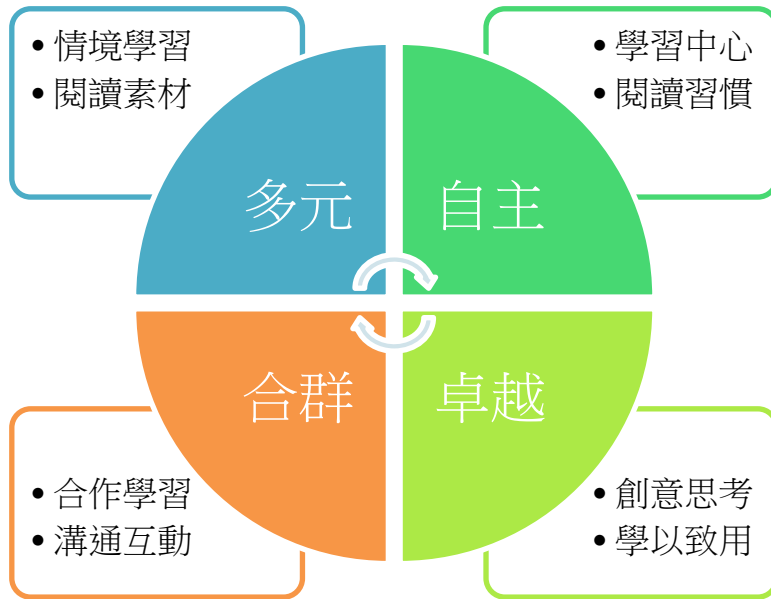 • 情境學習
• 閱讀素材
• 學習中心
• 閱讀習慣
多元
自主
合群
卓越
• 合作學習
• 溝通互動
• 創意思考
• 學以致用